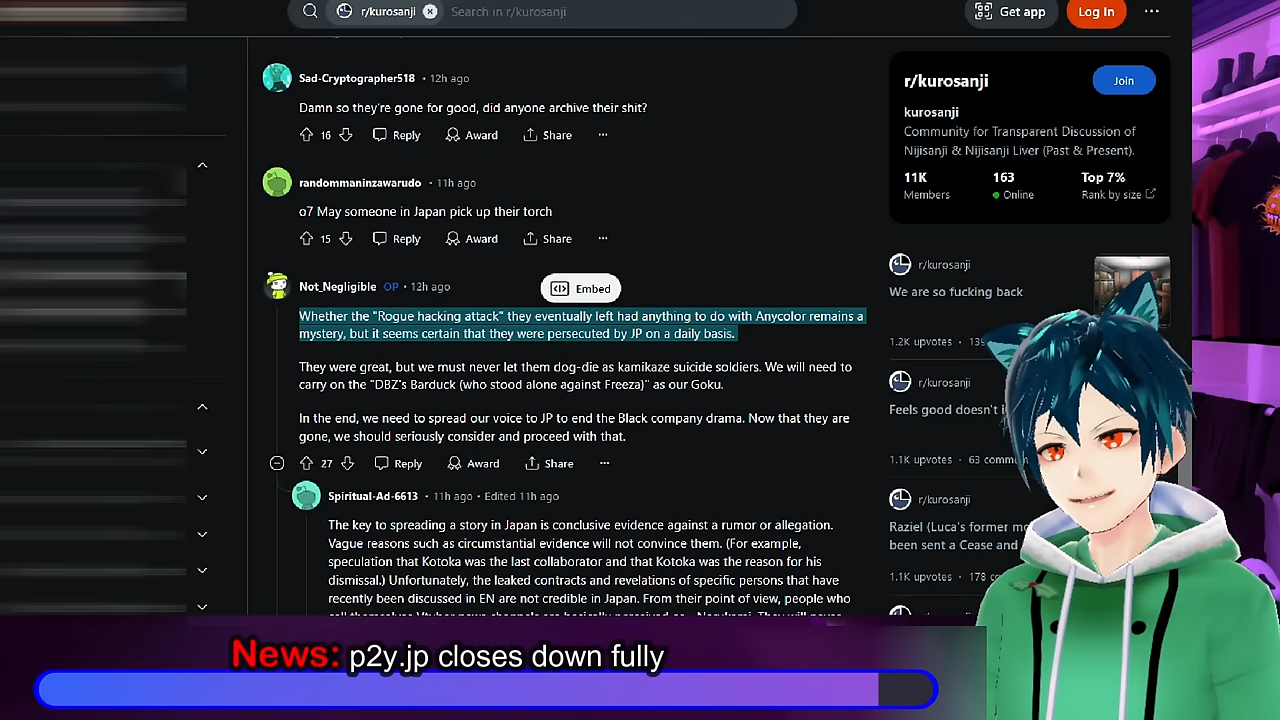 r/kurosanji
Search in r/kurosanji
Get app
Log In
Sad-Cryptographer518 • 12h ago
Damn so they're gone for good, did anyone archive their shit?
16
Reply
Award
Share
randommaninzawarudo • 11h ago
o7 May someone in Japan pick up their torch
15
Reply
Award
Share
Not_Negligible OP • 12h ago
Embed
Whether the "Rogue hacking attack" they eventually left had anything to do with Anycolor remains a
mystery, but it seems certain that they were persecuted by JP on a daily basis.
They were great, but we must never let them dog-die as kamikaze suicide soldiers. We will need to
carry on the "DBZ's Barduck (who stood alone against Freeza)" as our Goku.
In the end, we need to spread our voice to JP to end the Black company drama. Now that they are
gone, we should seriously consider and proceed with that.
27
Reply
Award
Share
Spiritual-Ad-6613 • 11h ago • Edited 11h ago
The key to spreading a story in Japan is conclusive evidence against a rumor or allegation.
Vague reasons such as circumstantial evidence will not convince them. (For example,
speculation that Kotoka was the last collaborator and that Kotoka was the reason for his
dismissal.) Unfortunately, the leaked contracts and revelations of specific persons that have
recently been discussed in EN are not credible in Japan. From their point of view, people who
r/kurosanji
Join
kurosanji
Community for Transparent Discussion of
Nijisanji & Nijisanji Liver (Past & Present).
11K
163
Top 7%
Members
Online
Rank by size
r/kurosanji
We are so fucking back
1.2K upvotes •
r/kurosanji
Feels good doesn't i
1.1K upvotes • 63 comm
r/kurosanji
Raziel (Luca's former m
been sent a Cease and
1.1K upvotes • 178 c
News: p2y.jp closes down fully